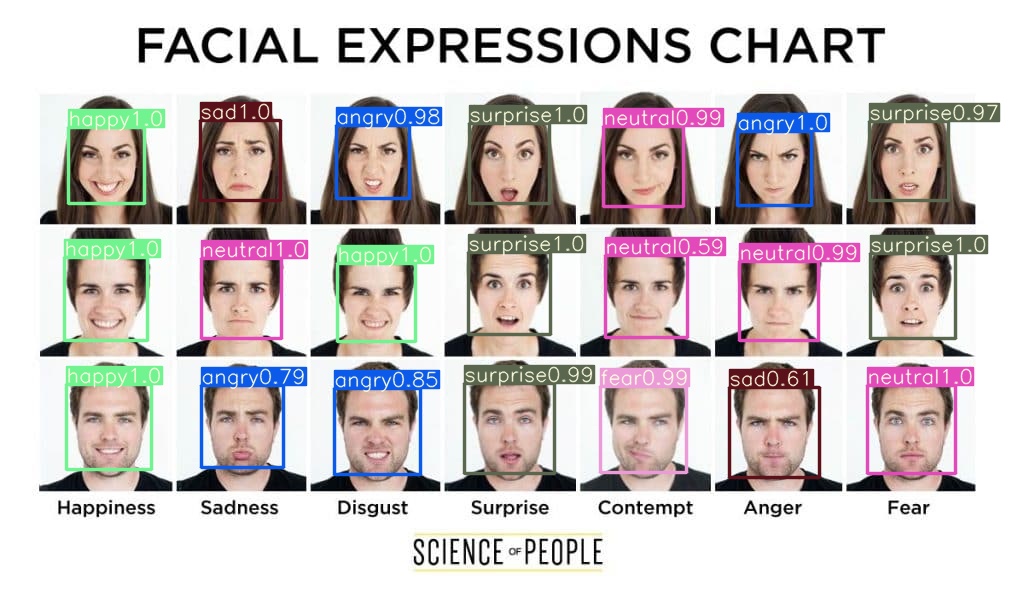 FACIAL EXPRESSIONS CHART
happy1.0 sad1.0 angry0.98 surprise1.0 neutral0.99 angry1.0 surprise0.97
happy1.0 neutral1.0 happy1.0 surprise1.0 neutral0.59 neutral0.99 surprise1.0
happy1.0 angry0.79 angry0.85 surprise0.99 fear0.99 sad0.61 neutral1.0
Happiness Sadness Disgust Surprise Contempt Anger Fear
SCIENCE OF PEOPLE